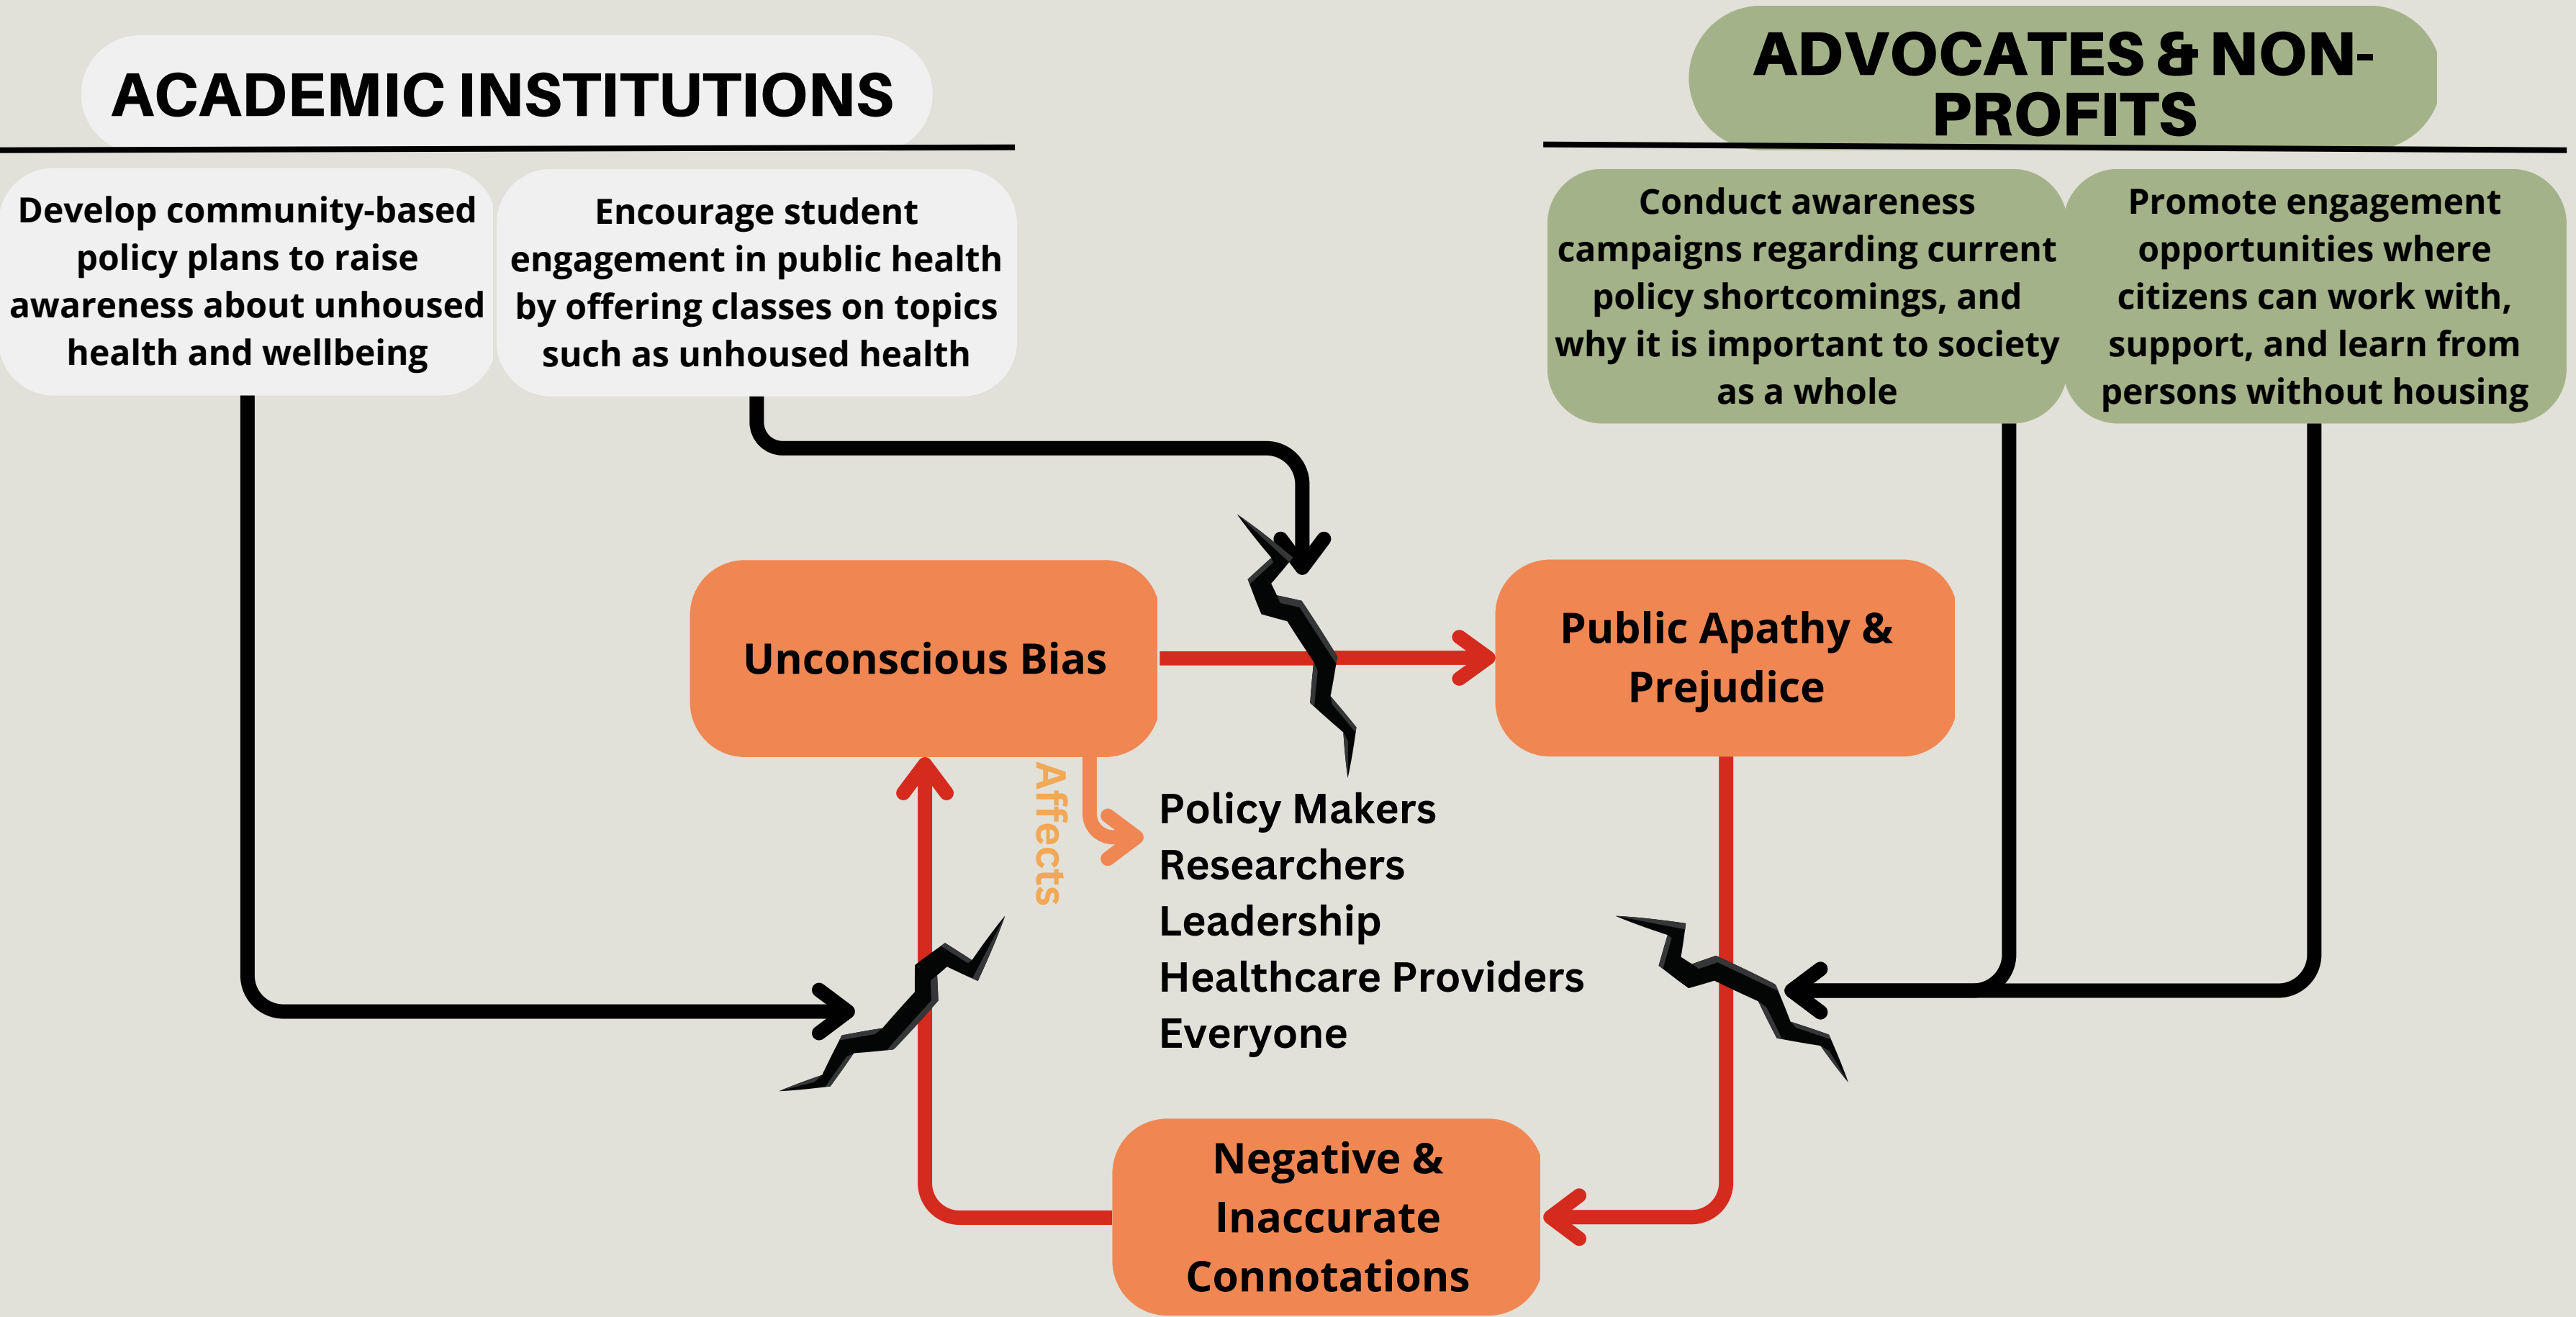 ACADEMIC INSTITUTIONS
Develop community-based
policy plans to raise
awareness about unhoused
health and wellbeing
Encourage student
engagement in public health
by offering classes on topics
such as unhoused health
ADVOCATES & NON-
PROFITS
Conduct awareness
campaigns regarding current
policy shortcomings, and
why it is important to society
as a whole
Promote engagement
opportunities where
citizens can work with,
support, and learn from
persons without housing
Unconscious Bias
Public Apathy &
Prejudice
Affects
Policy Makers
Researchers
Leadership
Healthcare Providers
Everyone
Negative &
Inaccurate
Connotations